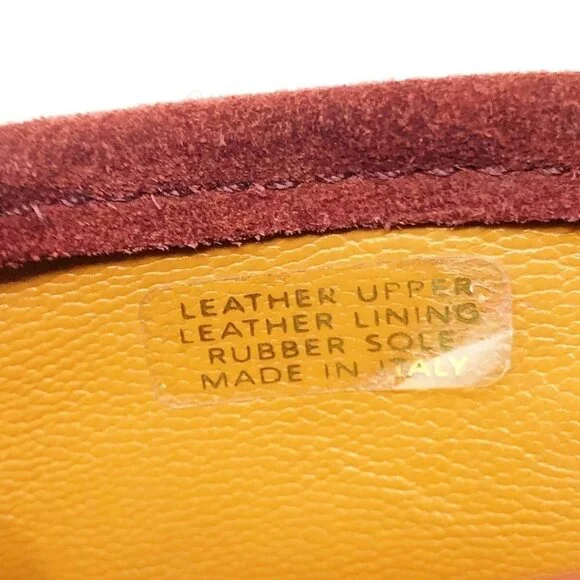 LEATHER UPPER
LEATHER LINING
RUBBER SOLE
MADE IN ITALY